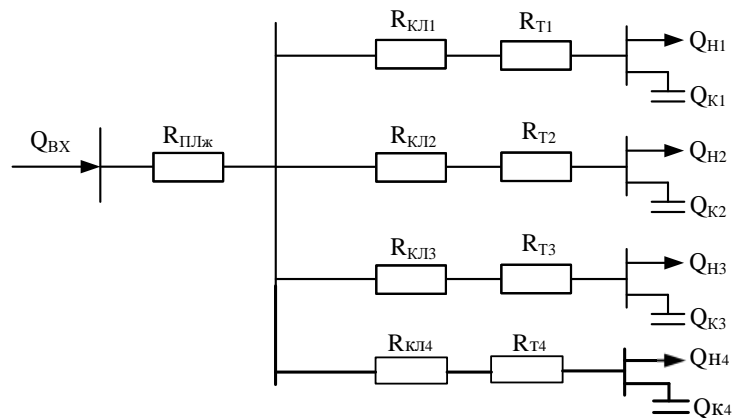 R_КЛ1 R_Т1 Q_Н1
Q_К1
Q_ВХ R_ПЛж R_КЛ2 R_Т2 Q_Н2
Q_К2
R_КЛ3 R_Т3 Q_Н3
Q_К3
R_КЛ4 R_Т4 Q_Н4
Q_К4